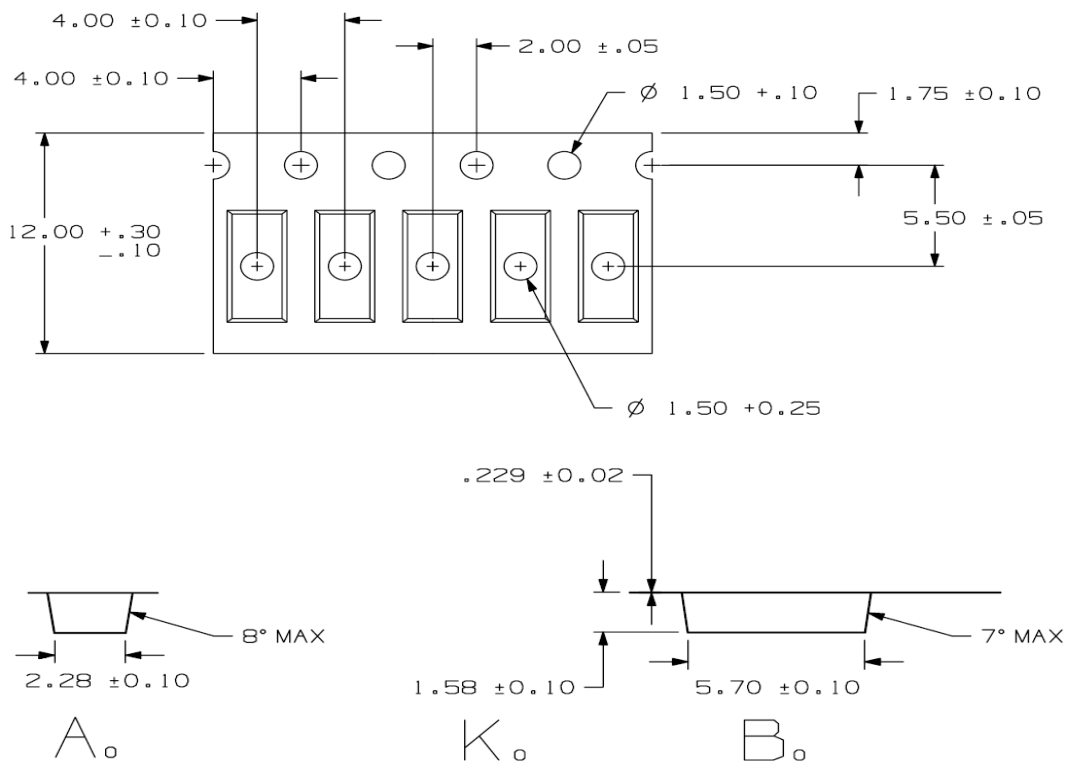 4.00 ±0.10
2.00 ±.05
4.00 ±0.10
Ø 1.50 +.10
1.75 ±0.10
12.00 +.30
-.10
5.50 ±.05
Ø 1.50 +0.25
.229 ±0.02
8° MAX
7° MAX
2.28 ±0.10
1.58 ±0.10
5.70 ±0.10
A₀
K₀
B₀